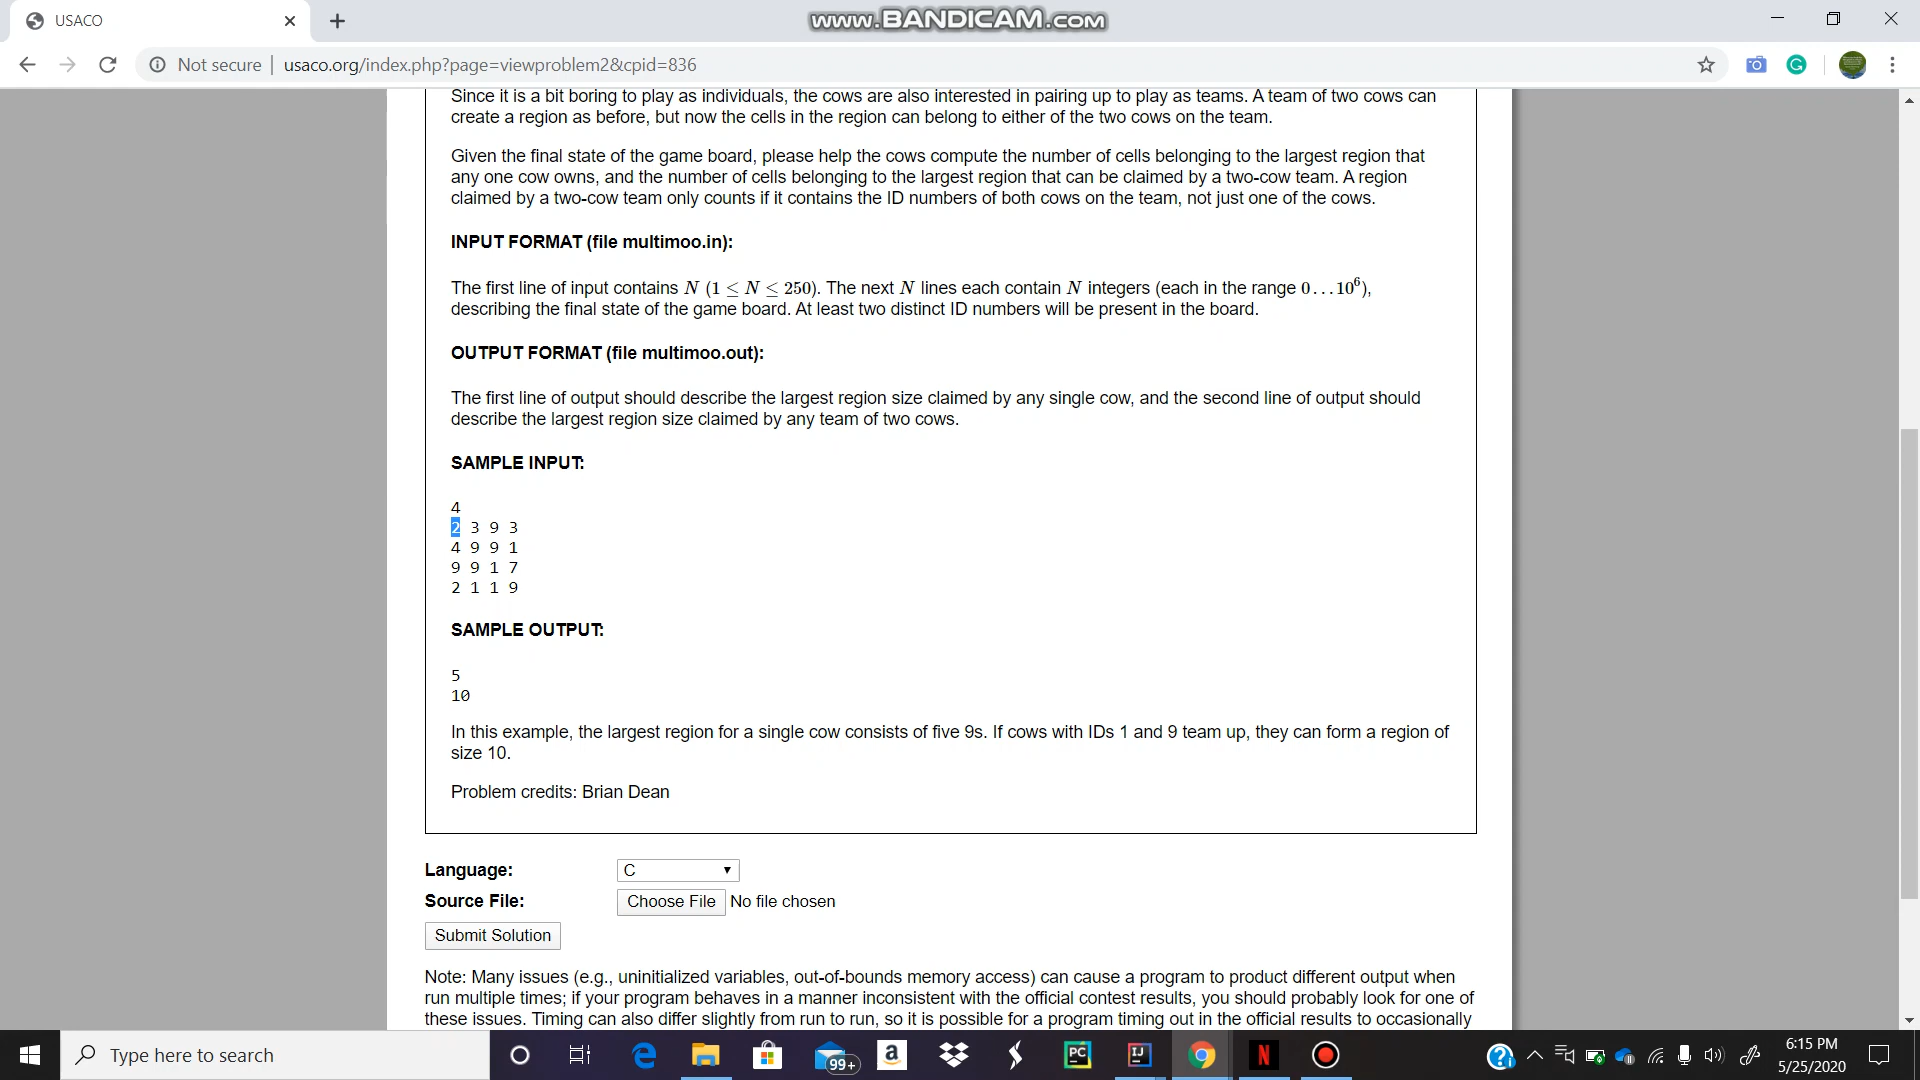 USACO
www.BANDICAM.COM
Not secure | usaco.org/index.php?page=viewproblem2&cpid=836
Since it is a bit boring to play as individuals, the cows are also interested in pairing up to play as teams. A team of two cows can
create a region as before, but now the cells in the region can belong to either of the two cows on the team.
Given the final state of the game board, please help the cows compute the number of cells belonging to the largest region that
any one cow owns, and the number of cells belonging to the largest region that can be claimed by a two-cow team. A region
claimed by a two-cow team only counts if it contains the ID numbers of both cows on the team, not just one of the cows.
INPUT FORMAT (file multimoo.in):
The first line of input contains N (1 ≤ N ≤ 250). The next N lines each contain N integers (each in the range 0…10⁶),
describing the final state of the game board. At least two distinct ID numbers will be present in the board.
OUTPUT FORMAT (file multimoo.out):
The first line of output should describe the largest region size claimed by any single cow, and the second line of output should
describe the largest region size claimed by any team of two cows.
SAMPLE INPUT:
4
2 3 9 3
4 9 9 1
9 9 1 7
2 1 1 9
SAMPLE OUTPUT:
5
10
In this example, the largest region for a single cow consists of five 9s. If cows with IDs 1 and 9 team up, they can form a region of
size 10.
Problem credits: Brian Dean
Language: C
Source File: Choose File No file chosen
Submit Solution
Note: Many issues (e.g., uninitialized variables, out-of-bounds memory access) can cause a program to product different output when
run multiple times; if your program behaves in a manner inconsistent with the official contest results, you should probably look for one of
these issues. Timing can also differ slightly from run to run, so it is possible for a program timing out in the official results to occasionally
Type here to search
99+
a
PC
IJ
N
6:15 PM
5/25/2020